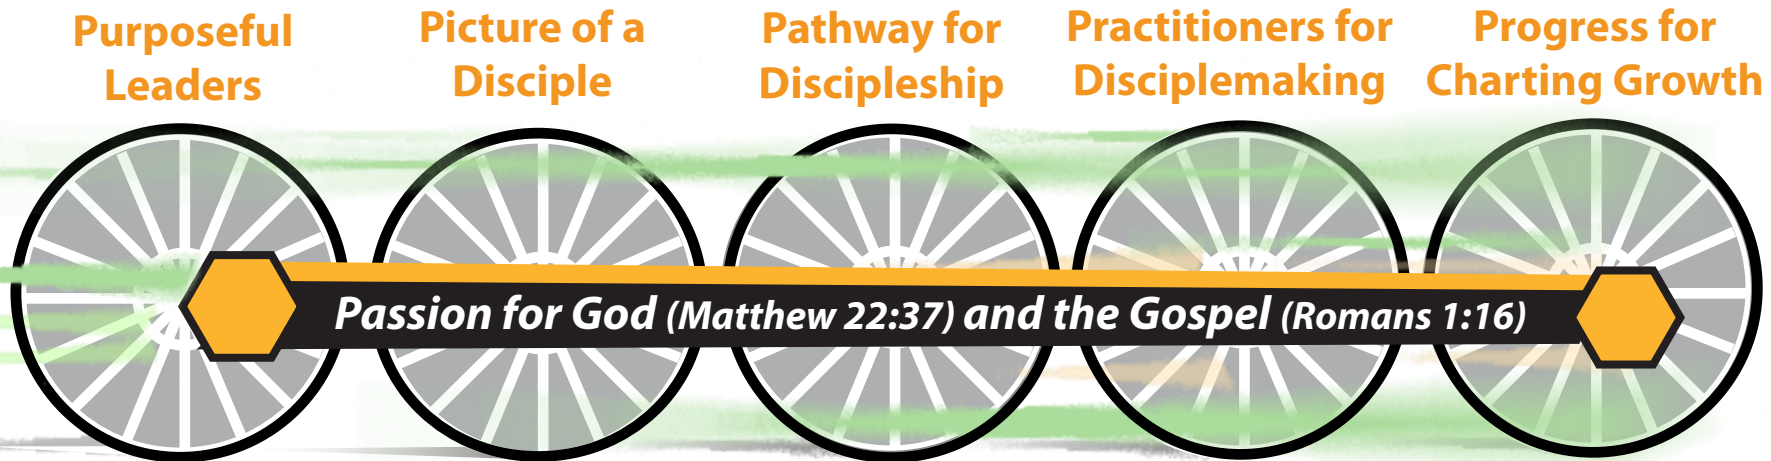 Purposeful
Leaders
Picture of a
Disciple
Pathway for
Discipleship
Practitioners for
Disciplemaking
Progress for
Charting Growth
Passion for God (Matthew 22:37) and the Gospel (Romans 1:16)